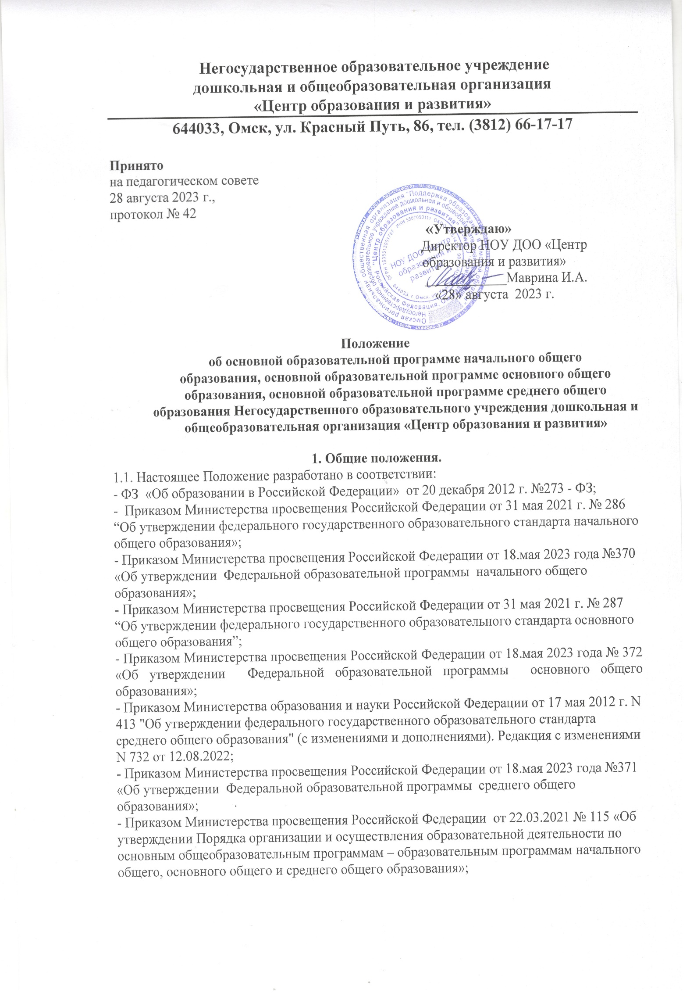 Негосударственное образовательное учреждение
дошкольная и общеобразовательная организация
«Центр образования и развития»
644033, Омск, ул. Красный Путь, 86, тел. (3812) 66-17-17
Принято
на педагогическом совете
28 августа 2023 г.,
протокол № 42
Омская региональная общественная организация "Поддержка образования в Омской области"
Негосударственное образовательное учреждение дошкольная и общеобразовательная
"Центр образования и развития"
Российская Федерация,
ОГРН 1035513001787 ИНН 5507053111 ОКПО
644033, г. Омск, ул.
НОУ ДОО "Центр
образования и
развития"
«Утверждаю»
Директор НОУ ДОО «Центр
образования и развития»
____________Маврина И.А.
«28» августа  2023 г.
Положение
об основной образовательной программе начального общего
образования, основной образовательной программе основного общего
образования, основной образовательной программе среднего общего
образования Негосударственного образовательного учреждения дошкольная и
общеобразовательная организация «Центр образования и развития»
1. Общие положения.
1.1. Настоящее Положение разработано в соответствии:
- ФЗ  «Об образовании в Российской Федерации»  от 20 декабря 2012 г. №273 - ФЗ;
-  Приказом Министерства просвещения Российской Федерации от 31 мая 2021 г. № 286
“Об утверждении федерального государственного образовательного стандарта начального
общего образования»;
- Приказом Министерства просвещения Российской Федерации от 18.мая 2023 года №370
«Об утверждении  Федеральной образовательной программы  начального общего
образования»;
- Приказом Министерства просвещения Российской Федерации от 31 мая 2021 г. № 287
“Об утверждении федерального государственного образовательного стандарта основного
общего образования”;
- Приказом Министерства просвещения Российской Федерации от 18.мая 2023 года № 372
«Об утверждении  Федеральной образовательной программы  основного общего
образования»;
- Приказом Министерства образования и науки Российской Федерации от 17 мая 2012 г. N
413 "Об утверждении федерального государственного образовательного стандарта
среднего общего образования" (с изменениями и дополнениями). Редакция с изменениями
N 732 от 12.08.2022;
- Приказом Министерства просвещения Российской Федерации от 18.мая 2023 года №371
«Об утверждении  Федеральной образовательной программы  среднего общего
образования»;
- Приказом Министерства просвещения Российской Федерации  от 22.03.2021 № 115 «Об
утверждении Порядка организации и осуществления образовательной деятельности по
основным общеобразовательным программам – образовательным программам начального
общего, основного общего и среднего общего образования»;